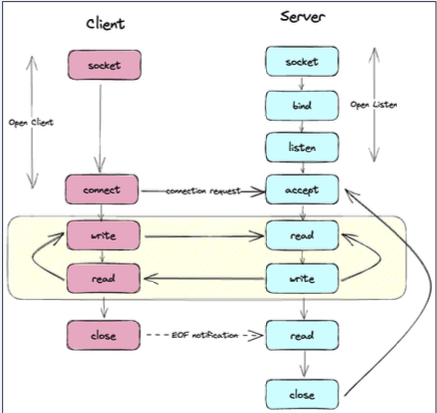 Client
Server
socket
socket
bind
Open Client
Open Listen
listen
connect
connection request
accept
write
read
read
write
close
EOF notification
read
close